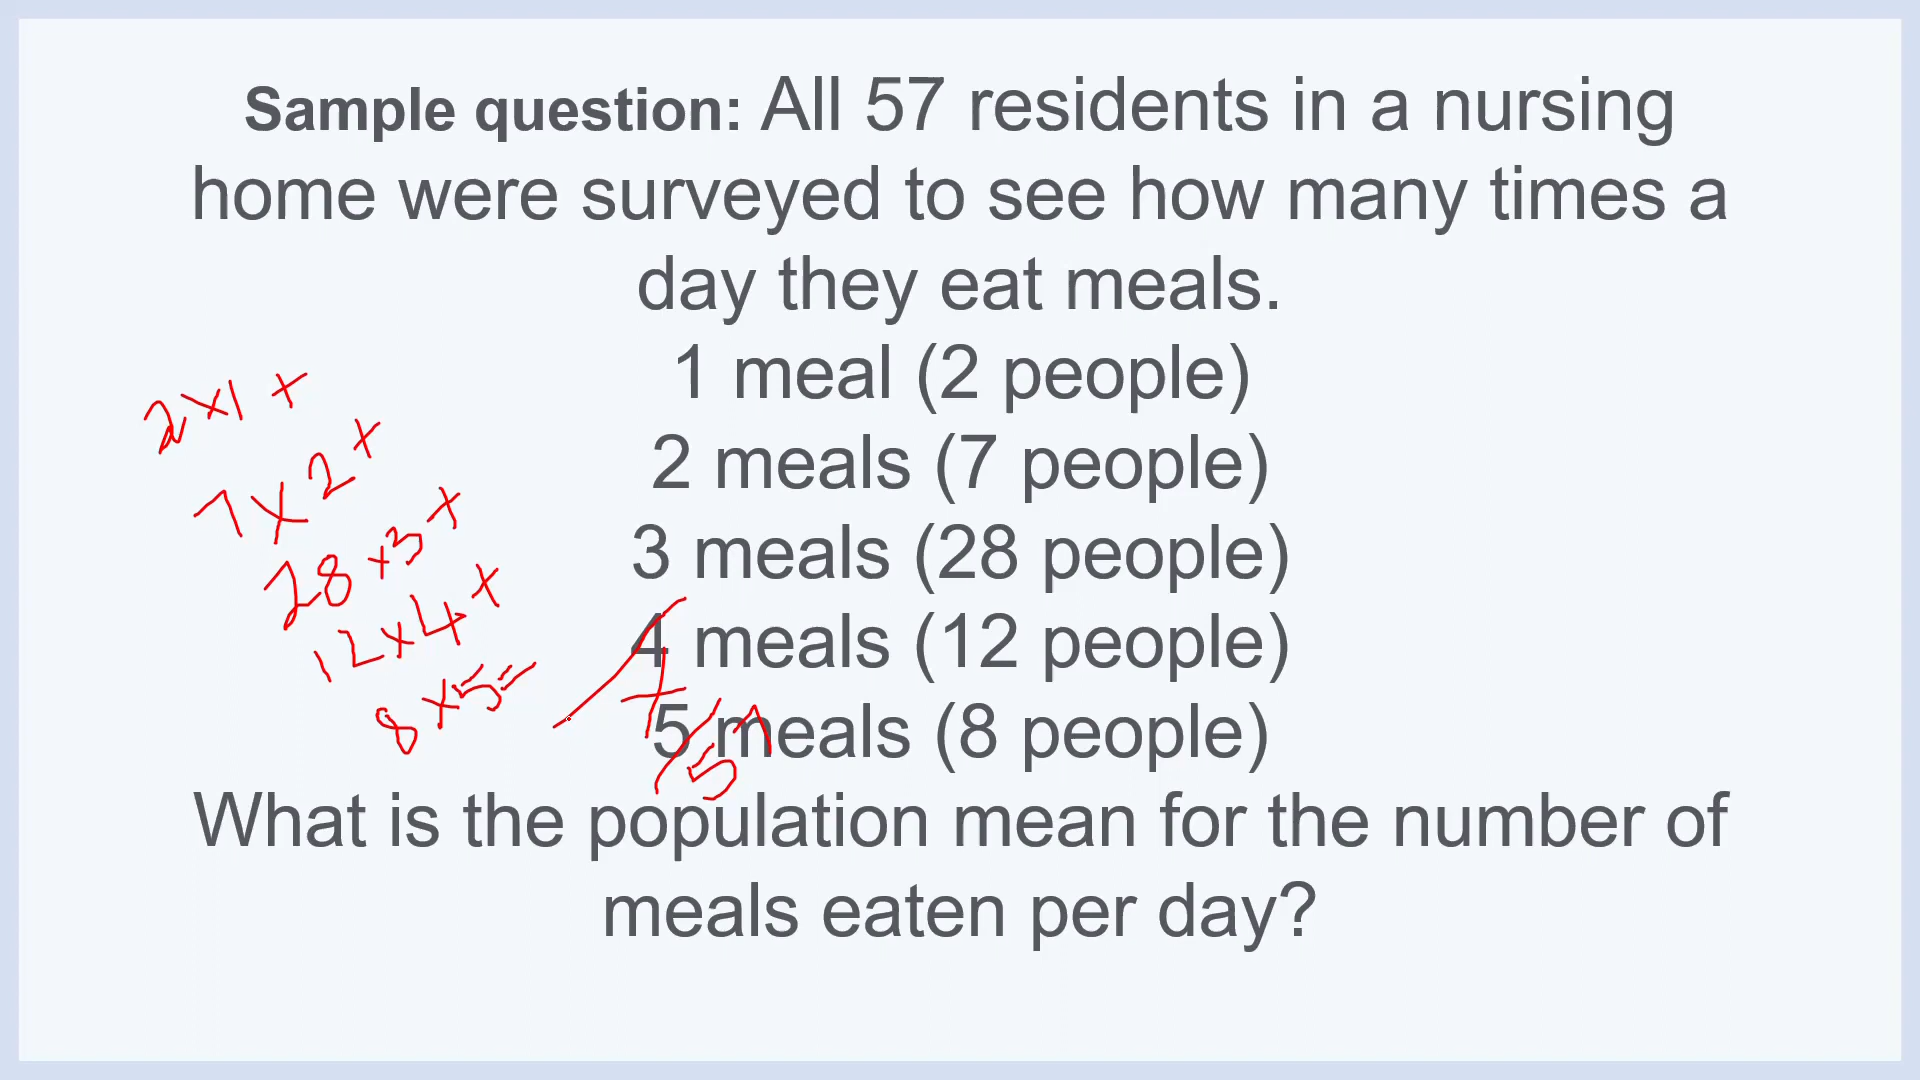 Sample question: All 57 residents in a nursing
home were surveyed to see how many times a
day they eat meals.
1 meal (2 people)
2 meals (7 people)
3 meals (28 people)
4 meals (12 people)
5 meals (8 people)
What is the population mean for the number of
meals eaten per day?
2x1 +
7x2 +
28x3 +
12x4 +
8x5=
/57